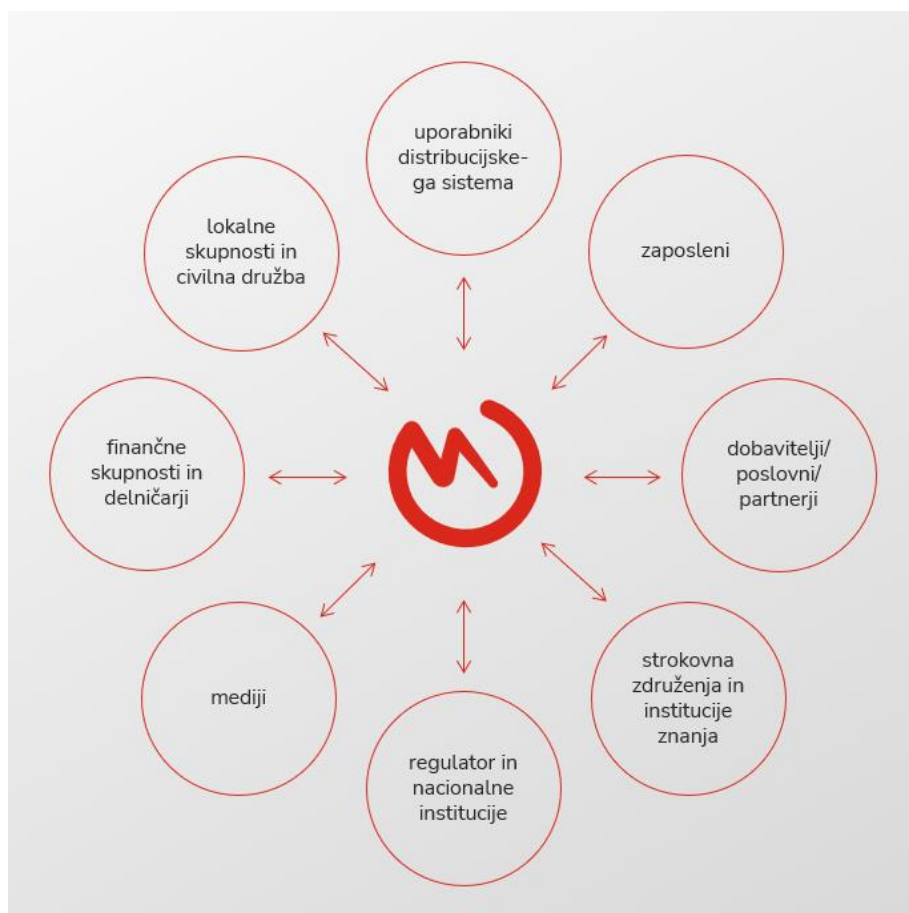 uporabniki
distribucijske-
ga sistema
zaposleni
dobavitelji/
poslovni/
partnerji
strokovna
združenja in
institucije
znanja
regulator in
nacionalne
institucije
mediji
finančne
skupnosti in
delničarji
lokalne
skupnosti in
civilna družba